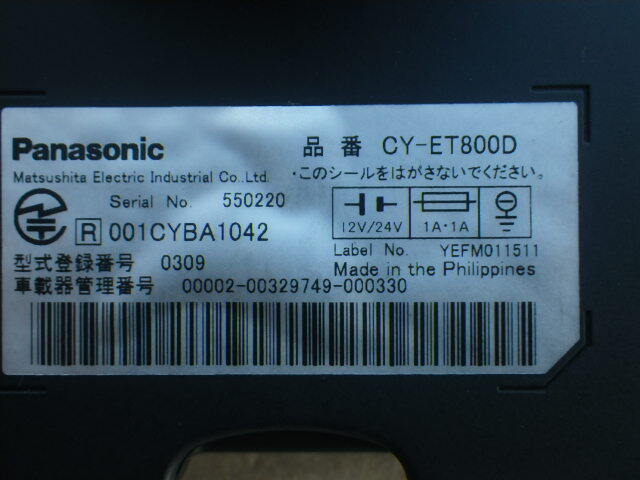 Panasonic
品番 CY-ET800D
Matsushita Electric Industrial Co.,Ltd.
・このシールをはがさないでください。
Serial No. 550220
12V/24V 1A・1A
R 001CYBA1042
Label No. YEFM011511
型式登録番号 0309
Made in the Philippines
車載器管理番号 00002-00329749-000330